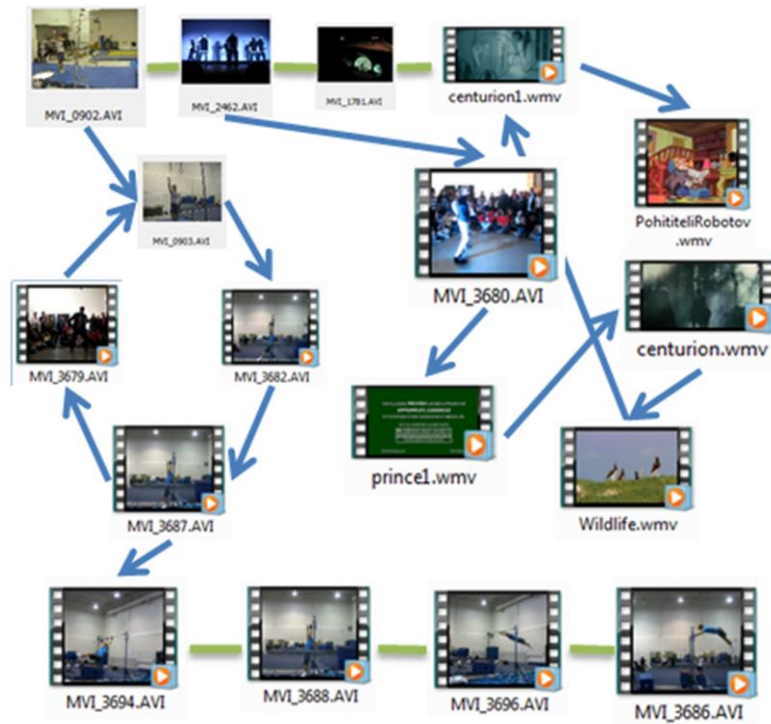 MVI_0902.AVI
MVI_2462.AVI
MVI_1781.AVI
centurion1.wmv
PohititeliRobotov
.wmv
MVI_0903.AVI
MVI_3680.AVI
MVI_3679.AVI
MVI_3682.AVI
centurion.wmv
prince1.wmv
Wildlife.wmv
MVI_3687.AVI
MVI_3694.AVI
MVI_3688.AVI
MVI_3696.AVI
MVI_3686.AVI